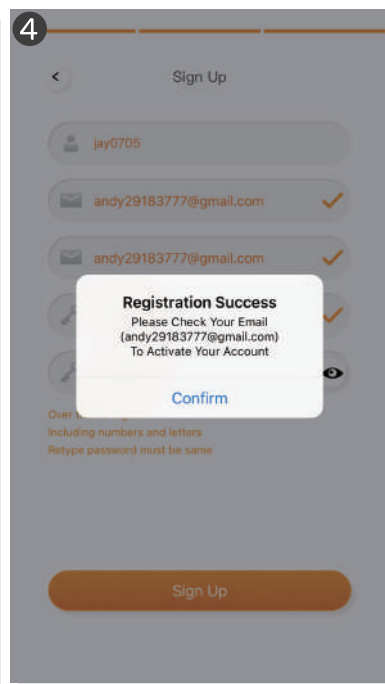 4
Sign Up
jay0705
andy29183777@gmail.com
andy29183777@gmail.com
Registration Success
Please Check Your Email
(andy29183777@gmail.com)
To Activate Your Account
Confirm
Over
Including numbers and letters
Retype password must be same
Sign Up